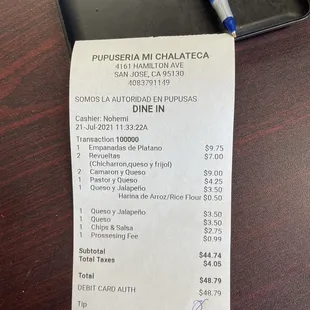 PUPUSERIA MI CHALATECA
4161 HAMILTON AVE
SAN JOSE, CA 95130
4083791149
SOMOS LA AUTORIDAD EN PUPUSAS
DINE IN
Cashier: Nohemi
21-Jul-2021 11:33:22A
Transaction 100000
1 Empanadas de Platano $9.75
2 Revueltas $7.00
(Chicharron,queso y frijol)
2 Camaron y Queso $9.00
1 Pastor y Queso $4.25
1 Queso y Jalapeño $3.50
Harina de Arroz/Rice Flour $0.50
1 Queso y Jalapeño $3.50
1 Queso $3.50
1 Chips & Salsa $2.75
1 Prossesing Fee $0.99
Subtotal $44.74
Total Taxes $4.05
Total $48.79
DEBIT CARD AUTH $48.79
Tip